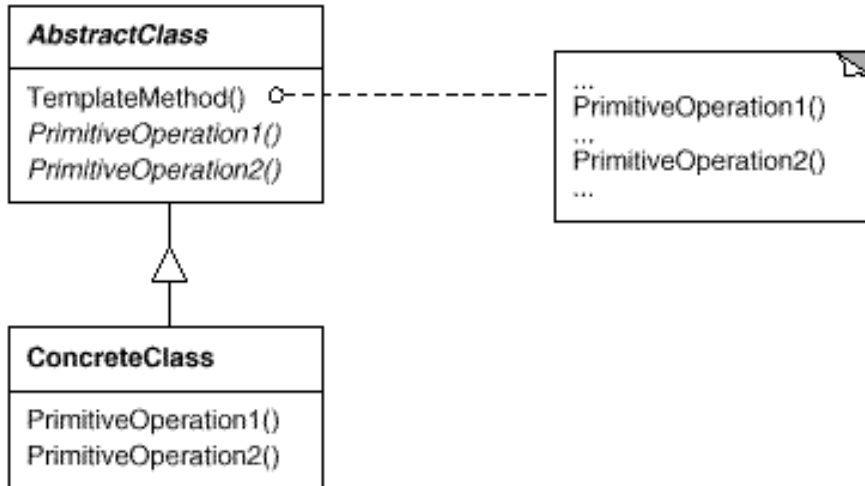 AbstractClass
TemplateMethod()
PrimitiveOperation1()
PrimitiveOperation2()
...
PrimitiveOperation1()
...
PrimitiveOperation2()
...
ConcreteClass
PrimitiveOperation1()
PrimitiveOperation2()